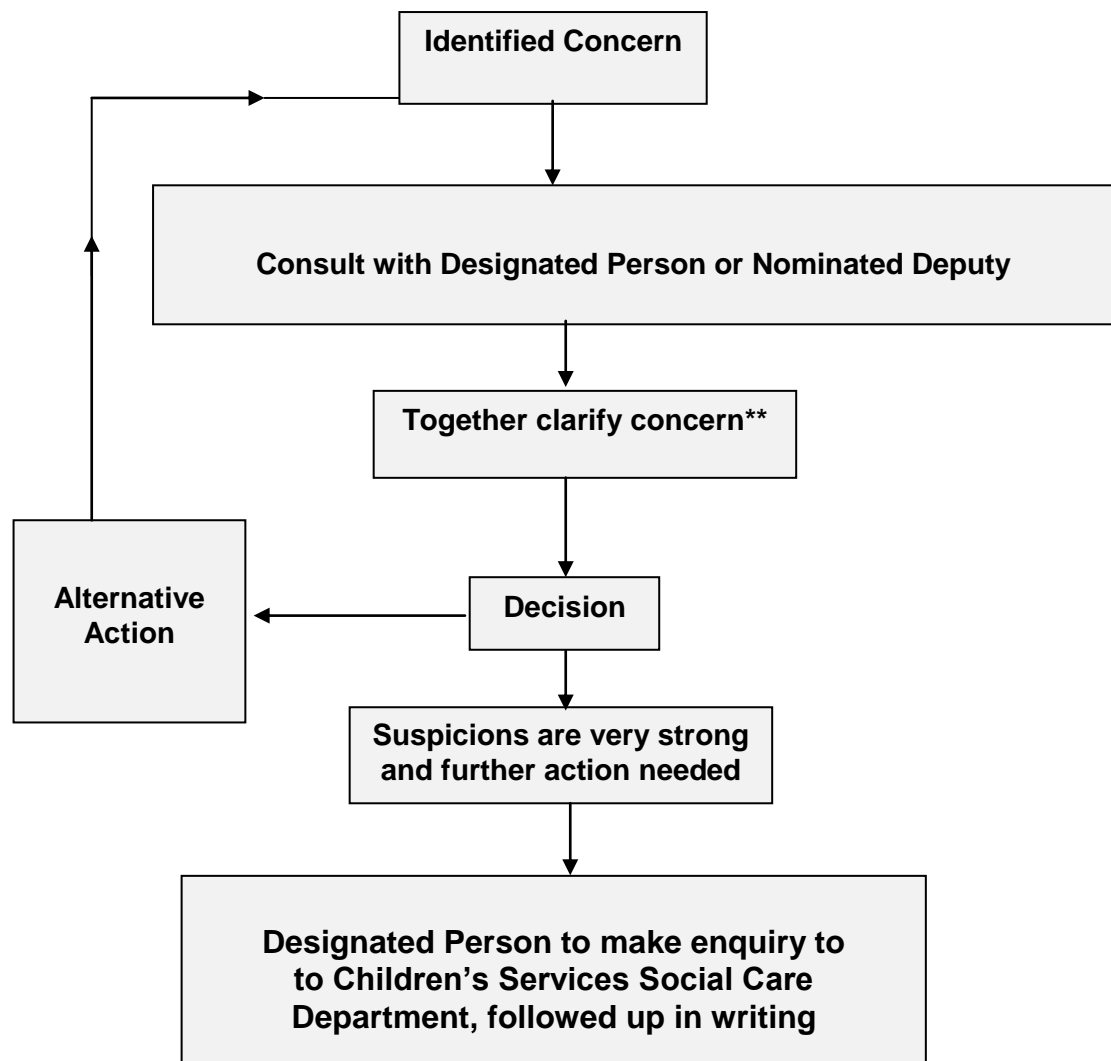 Identified Concern
Consult with Designated Person or Nominated Deputy
Together clarify concern**
Alternative
Action
Decision
Suspicions are very strong
and further action needed
Designated Person to make enquiry to
to Children’s Services Social Care
Department, followed up in writing